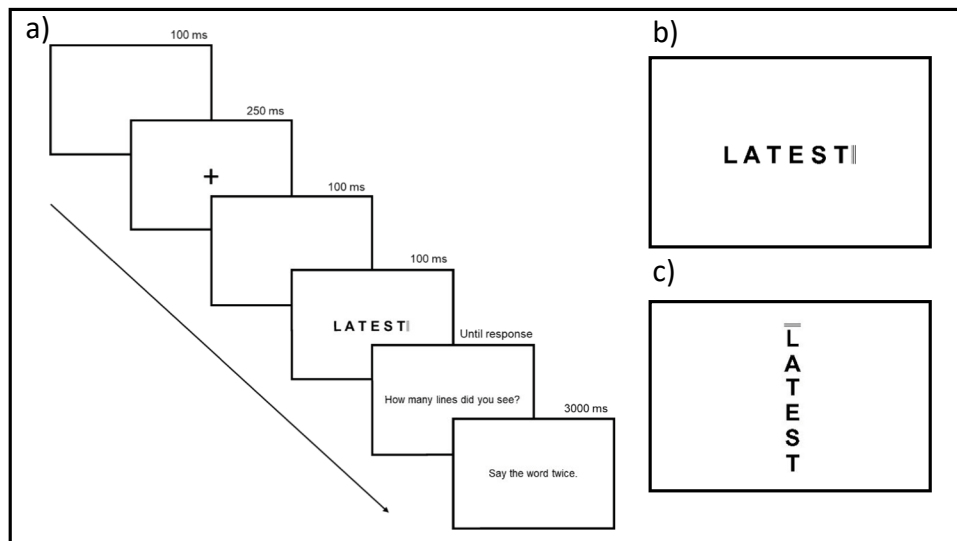 a)
100 ms
250 ms
+
100 ms
100 ms
LATEST
Until response
How many lines did you see?
3000 ms
Say the word twice.
b)
LATEST
c)
L
A
T
E
S
T